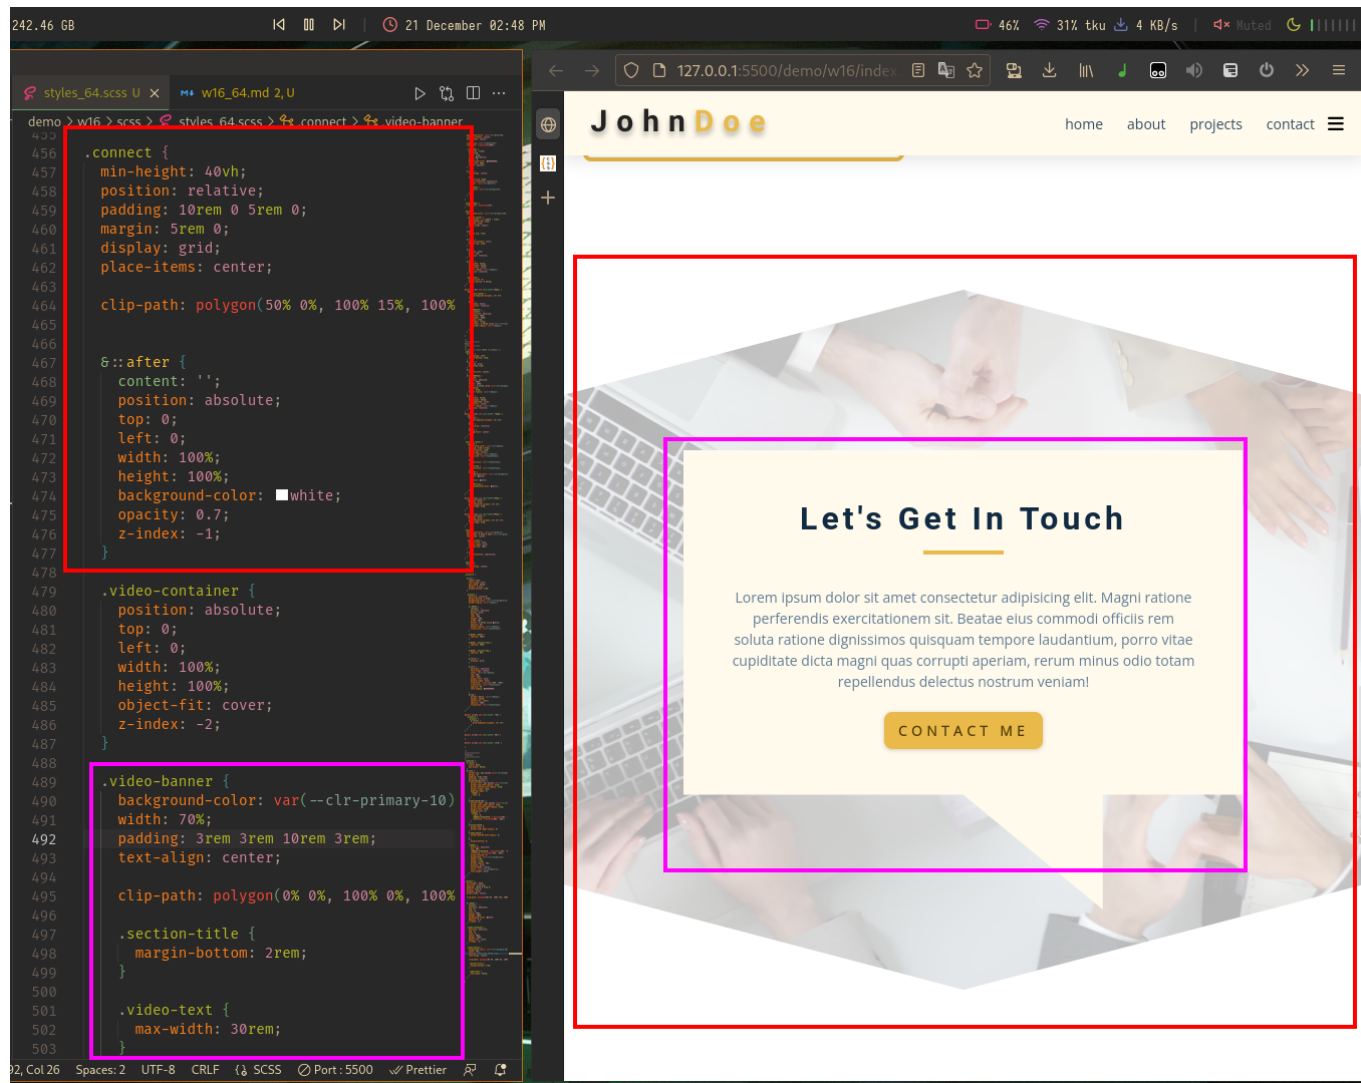 242.46 GB
21 December 02:48 PM
46%
31% tku
4 KB/s
Muted
styles_64.scss U
w16_64.md 2, U
demo > w16 > scss > styles_64.scss > .connect > .video-banner
455
456 .connect {
457 min-height: 40vh;
458 position: relative;
459 padding: 10rem 0 5rem 0;
460 margin: 5rem 0;
461 display: grid;
462 place-items: center;
463
464 clip-path: polygon(50% 0%, 100% 15%, 100%
465
466
467 &::after {
468 content: '';
469 position: absolute;
470 top: 0;
471 left: 0;
472 width: 100%;
473 height: 100%;
474 background-color: white;
475 opacity: 0.7;
476 z-index: -1;
477 }
478
479 .video-container {
480 position: absolute;
481 top: 0;
482 left: 0;
483 width: 100%;
484 height: 100%;
485 object-fit: cover;
486 z-index: -2;
487 }
488
489 .video-banner {
490 background-color: var(--clr-primary-10)
491 width: 70%;
492 padding: 3rem 3rem 10rem 3rem;
493 text-align: center;
494
495 clip-path: polygon(0% 0%, 100% 0%, 100%
496
497 .section-title {
498 margin-bottom: 2rem;
499 }
500
501 .video-text {
502 max-width: 30rem;
503 }
92, Col 26 Spaces: 2 UTF-8 CRLF SCSS Port : 5500 Prettier
127.0.0.1:5500/demo/w16/index.
JohnDoe
home about projects contact
Let's Get In Touch
Lorem ipsum dolor sit amet consectetur adipisicing elit. Magni ratione
perferendis exercitationem sit. Beatae eius commodi officiis rem
soluta ratione dignissimos quisquam tempore laudantium, porro vitae
cupiditate dicta magni quas corrupti aperiam, rerum minus odio totam
repellendus delectus nostrum veniam!
CONTACT ME